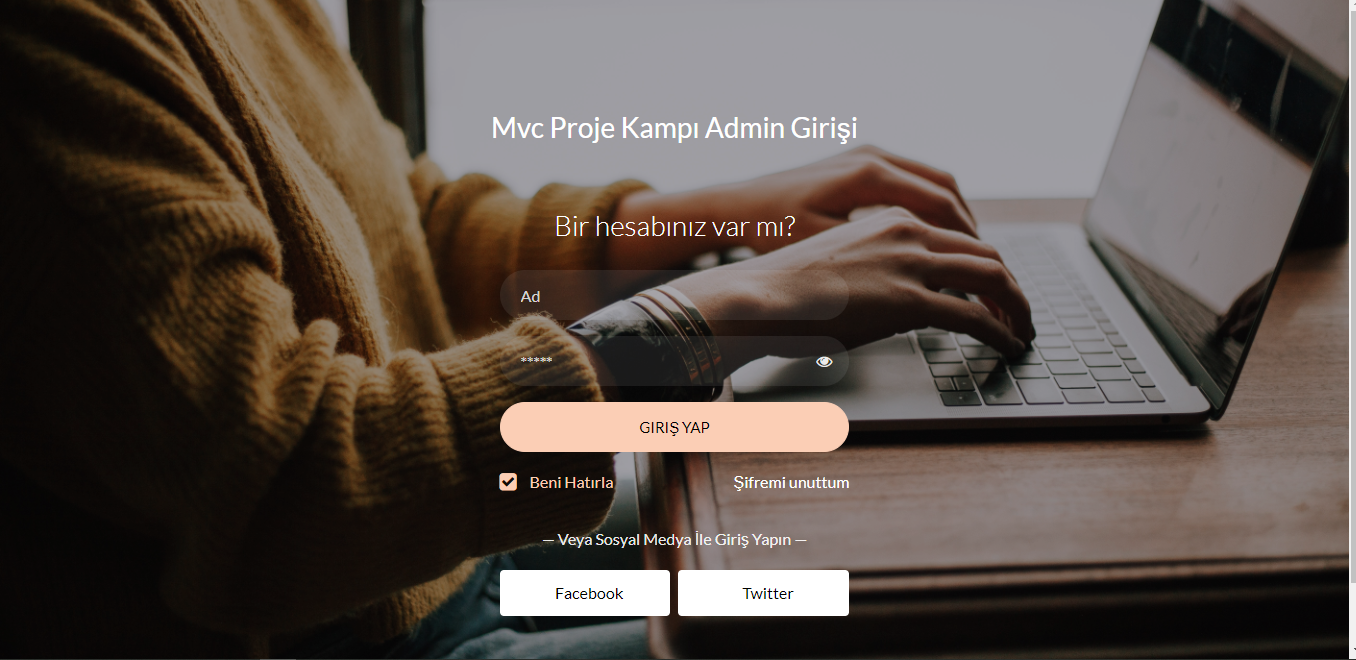 Mvc Proje Kampı Admin Girişi
Bir hesabınız var mı?
Ad
*****
GIRIŞ YAP
Beni Hatırla
Şifremi unuttum
— Veya Sosyal Medya İle Giriş Yapın —
Facebook
Twitter